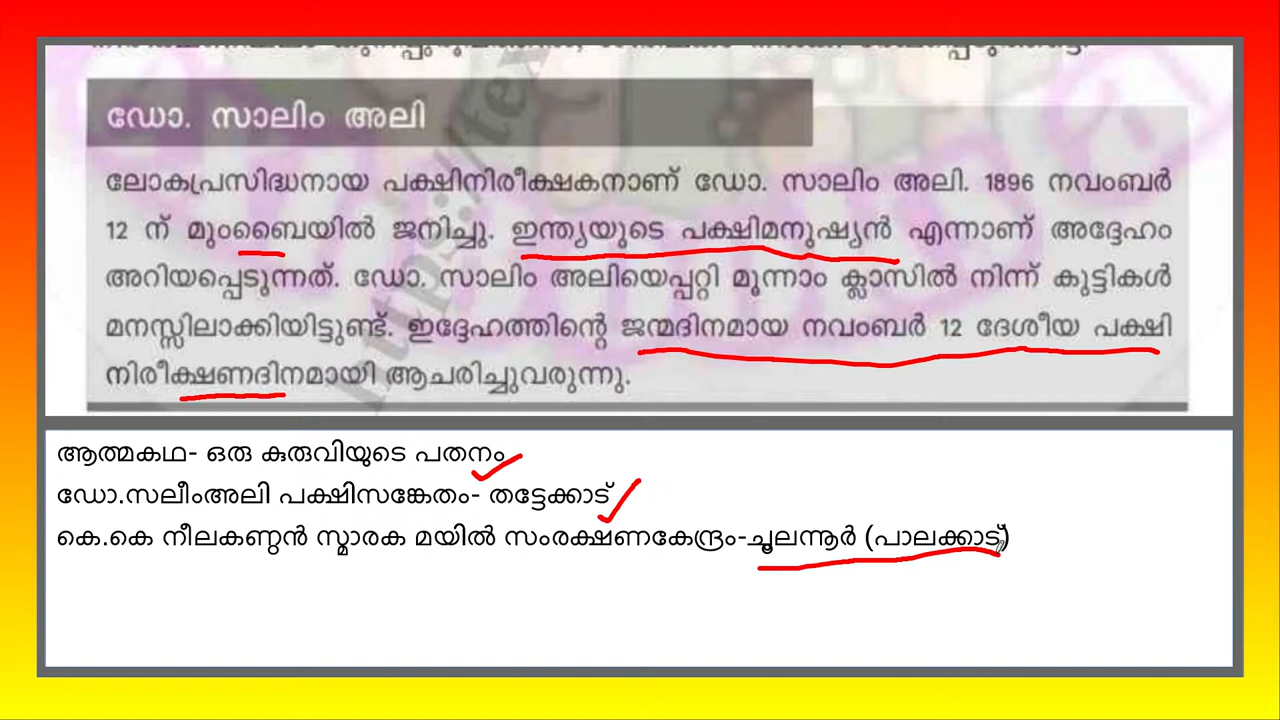 ഡോ. സാലിം അലി
ലോകപ്രസിദ്ധനായ പക്ഷിനിരീക്ഷകനാണ് ഡോ. സാലിം അലി. 1896 നവംബർ
12 ന് മുംബൈയിൽ ജനിച്ചു. ഇന്ത്യയുടെ പക്ഷിമനുഷ്യൻ എന്നാണ് അദ്ദേഹം
അറിയപ്പെടുന്നത്. ഡോ. സാലിം അലിയെപ്പറ്റി മൂന്നാം ക്ലാസിൽ നിന്ന് കുട്ടികൾ
മനസ്സിലാക്കിയിട്ടുണ്ട്. ഇദ്ദേഹത്തിന്റെ ജന്മദിനമായ നവംബർ 12 ദേശീയ പക്ഷി
നിരീക്ഷണദിനമായി ആചരിച്ചുവരുന്നു.
ആത്മകഥ- ഒരു കുരുവിയുടെ പതനം
ഡോ.സലീംഅലി പക്ഷിസങ്കേതം- തട്ടേക്കാട്
കെ.കെ നീലകണ്ഠൻ സ്മാരക മയിൽ സംരക്ഷണകേന്ദ്രം-ചൂലന്നൂർ (പാലക്കാട്)